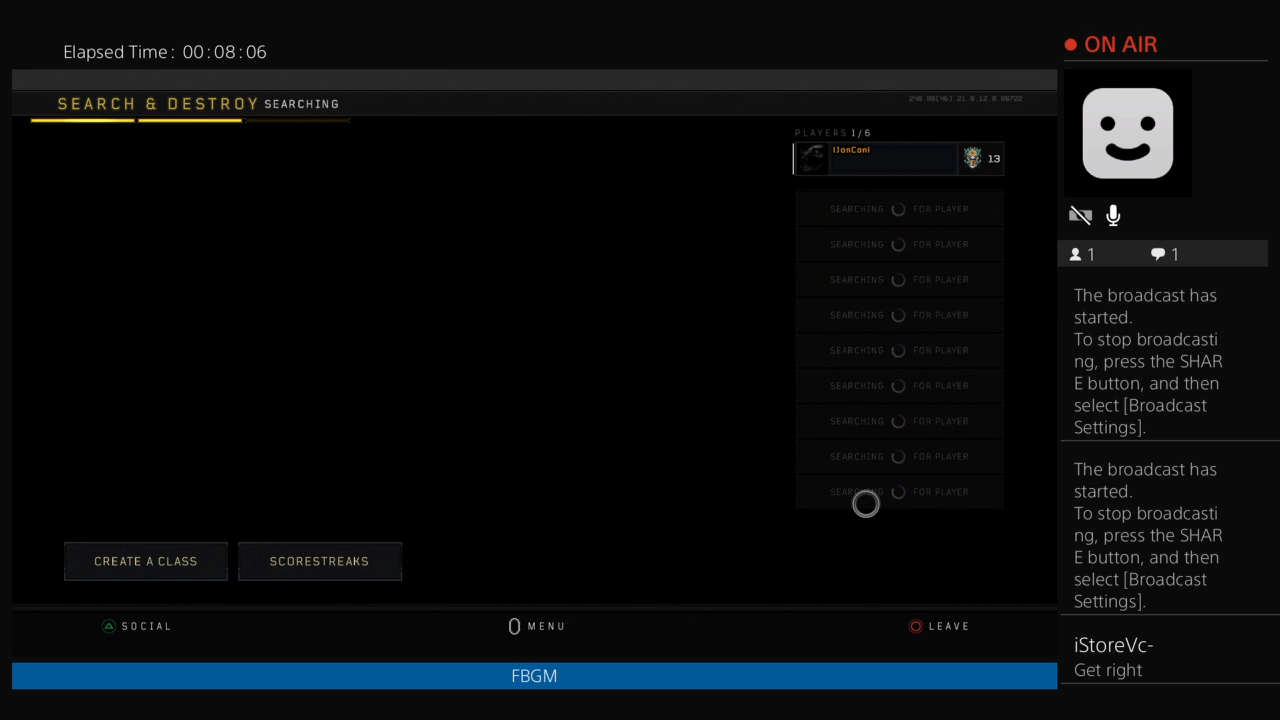 Elapsed Time: 00:08:06
ON AIR
SEARCH & DESTROY SEARCHING
PLAYERS 1/6
13
SEARCHING FOR PLAYER
SEARCHING FOR PLAYER
SEARCHING FOR PLAYER
SEARCHING FOR PLAYER
SEARCHING FOR PLAYER
SEARCHING FOR PLAYER
SEARCHING FOR PLAYER
SEARCHING FOR PLAYER
SEARCHING FOR PLAYER
CREATE A CLASS
SCORESTREAKS
SOCIAL
MENU
LEAVE
FBGM
1
1
The broadcast has
started.
To stop broadcasti
ng, press the SHAR
E button, and then
select [Broadcast
Settings].
The broadcast has
started.
To stop broadcasti
ng, press the SHAR
E button, and then
select [Broadcast
Settings].
iStoreVc-
Get right